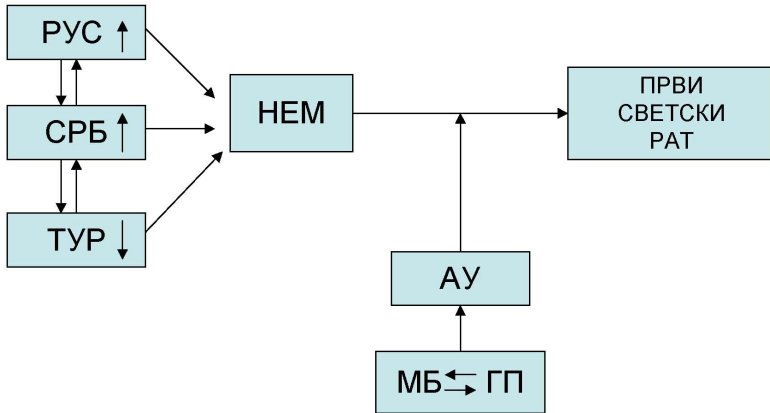 РУС
СРБ
ТУР
НЕМ
ПРВИ
СВЕТСКИ
РАТ
АУ
МБ ГП